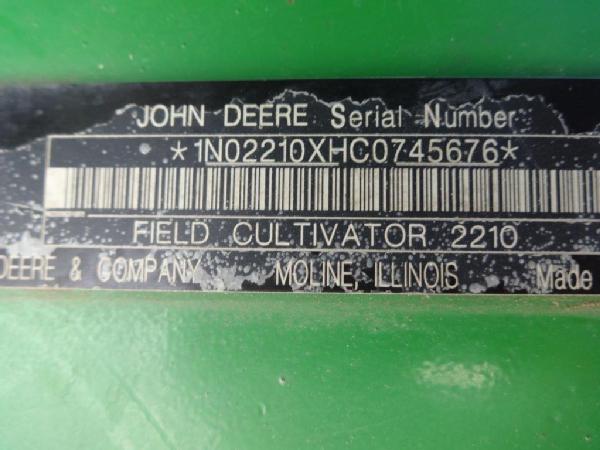 JOHN DEERE Serial Number
*1N02210XHC0745676*
FIELD CULTIVATOR 2210
DEERE & COMPANY MOLINE, ILLINOIS Made